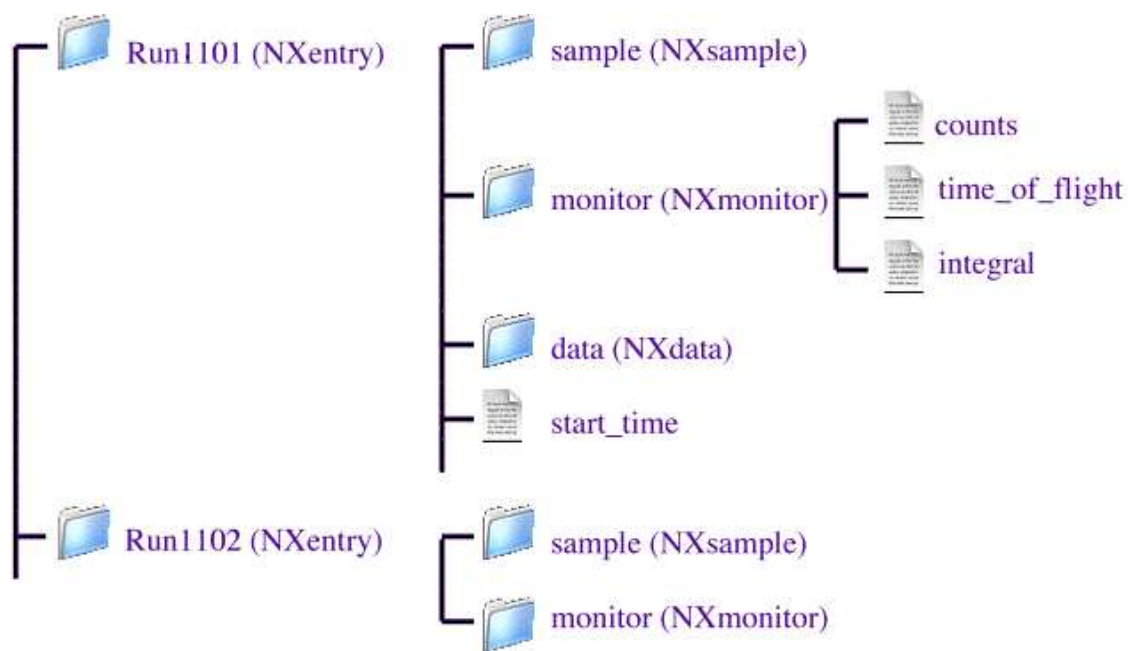 Run1101 (NXentry)
sample (NXsample)
counts
monitor (NXmonitor)
time_of_flight
integral
data (NXdata)
start_time
Run1102 (NXentry)
sample (NXsample)
monitor (NXmonitor)